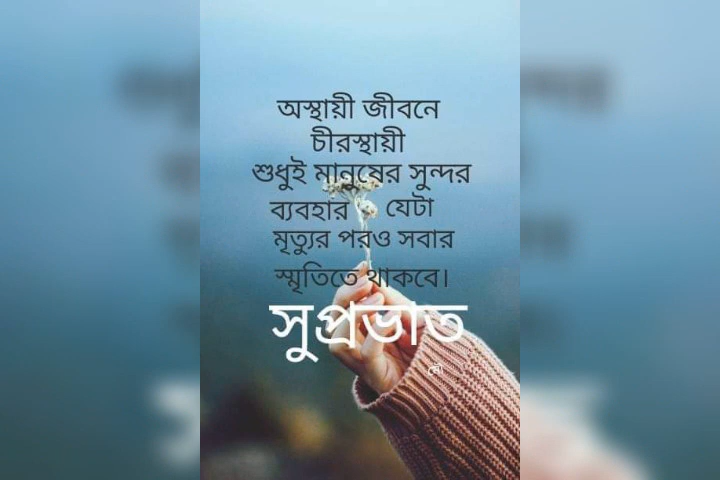 অস্থায়ী জীবনে
চীরস্থায়ী
শুধুই মানুষের সুন্দর
ব্যবহার যেটা
মৃত্যুর পরও সবার
স্মৃতিতে থাকবে।
সুপ্রভাত